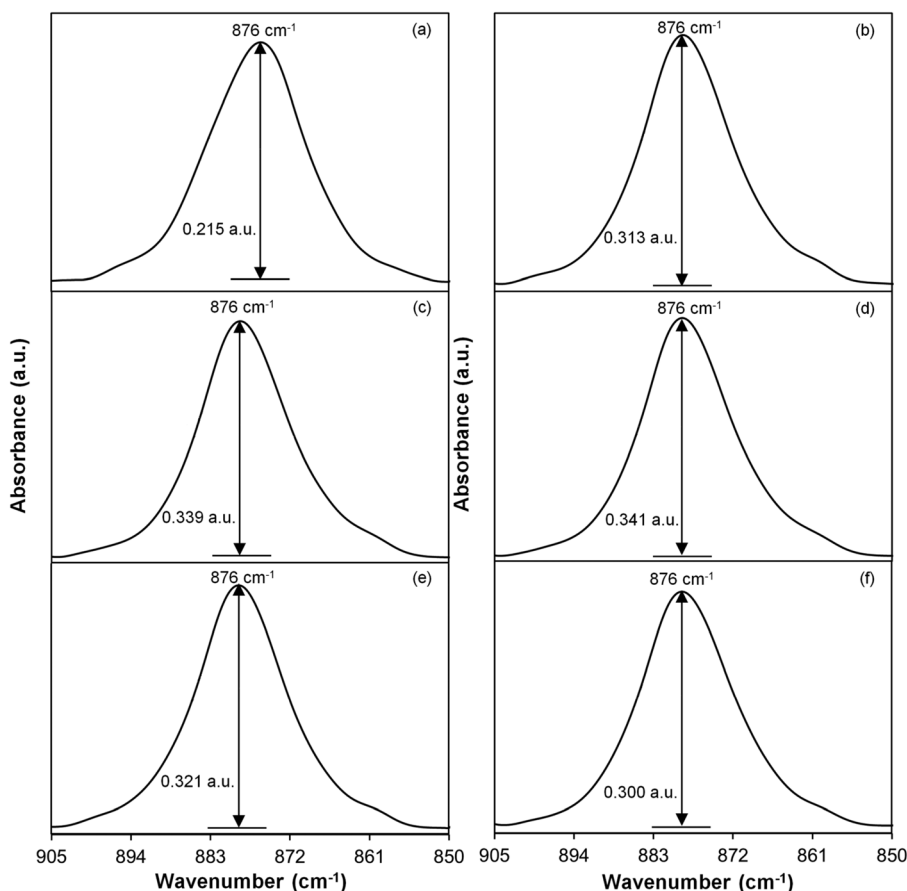 876 cm⁻¹
(a)
0.215 a.u.
876 cm⁻¹
(b)
0.313 a.u.
876 cm⁻¹
(c)
0.339 a.u.
876 cm⁻¹
(d)
0.341 a.u.
876 cm⁻¹
(e)
0.321 a.u.
876 cm⁻¹
(f)
0.300 a.u.
Absorbance (a.u.)
Absorbance (a.u.)
905 894 883 872 861 850
905 894 883 872 861 850
Wavenumber (cm⁻¹)
Wavenumber (cm⁻¹)